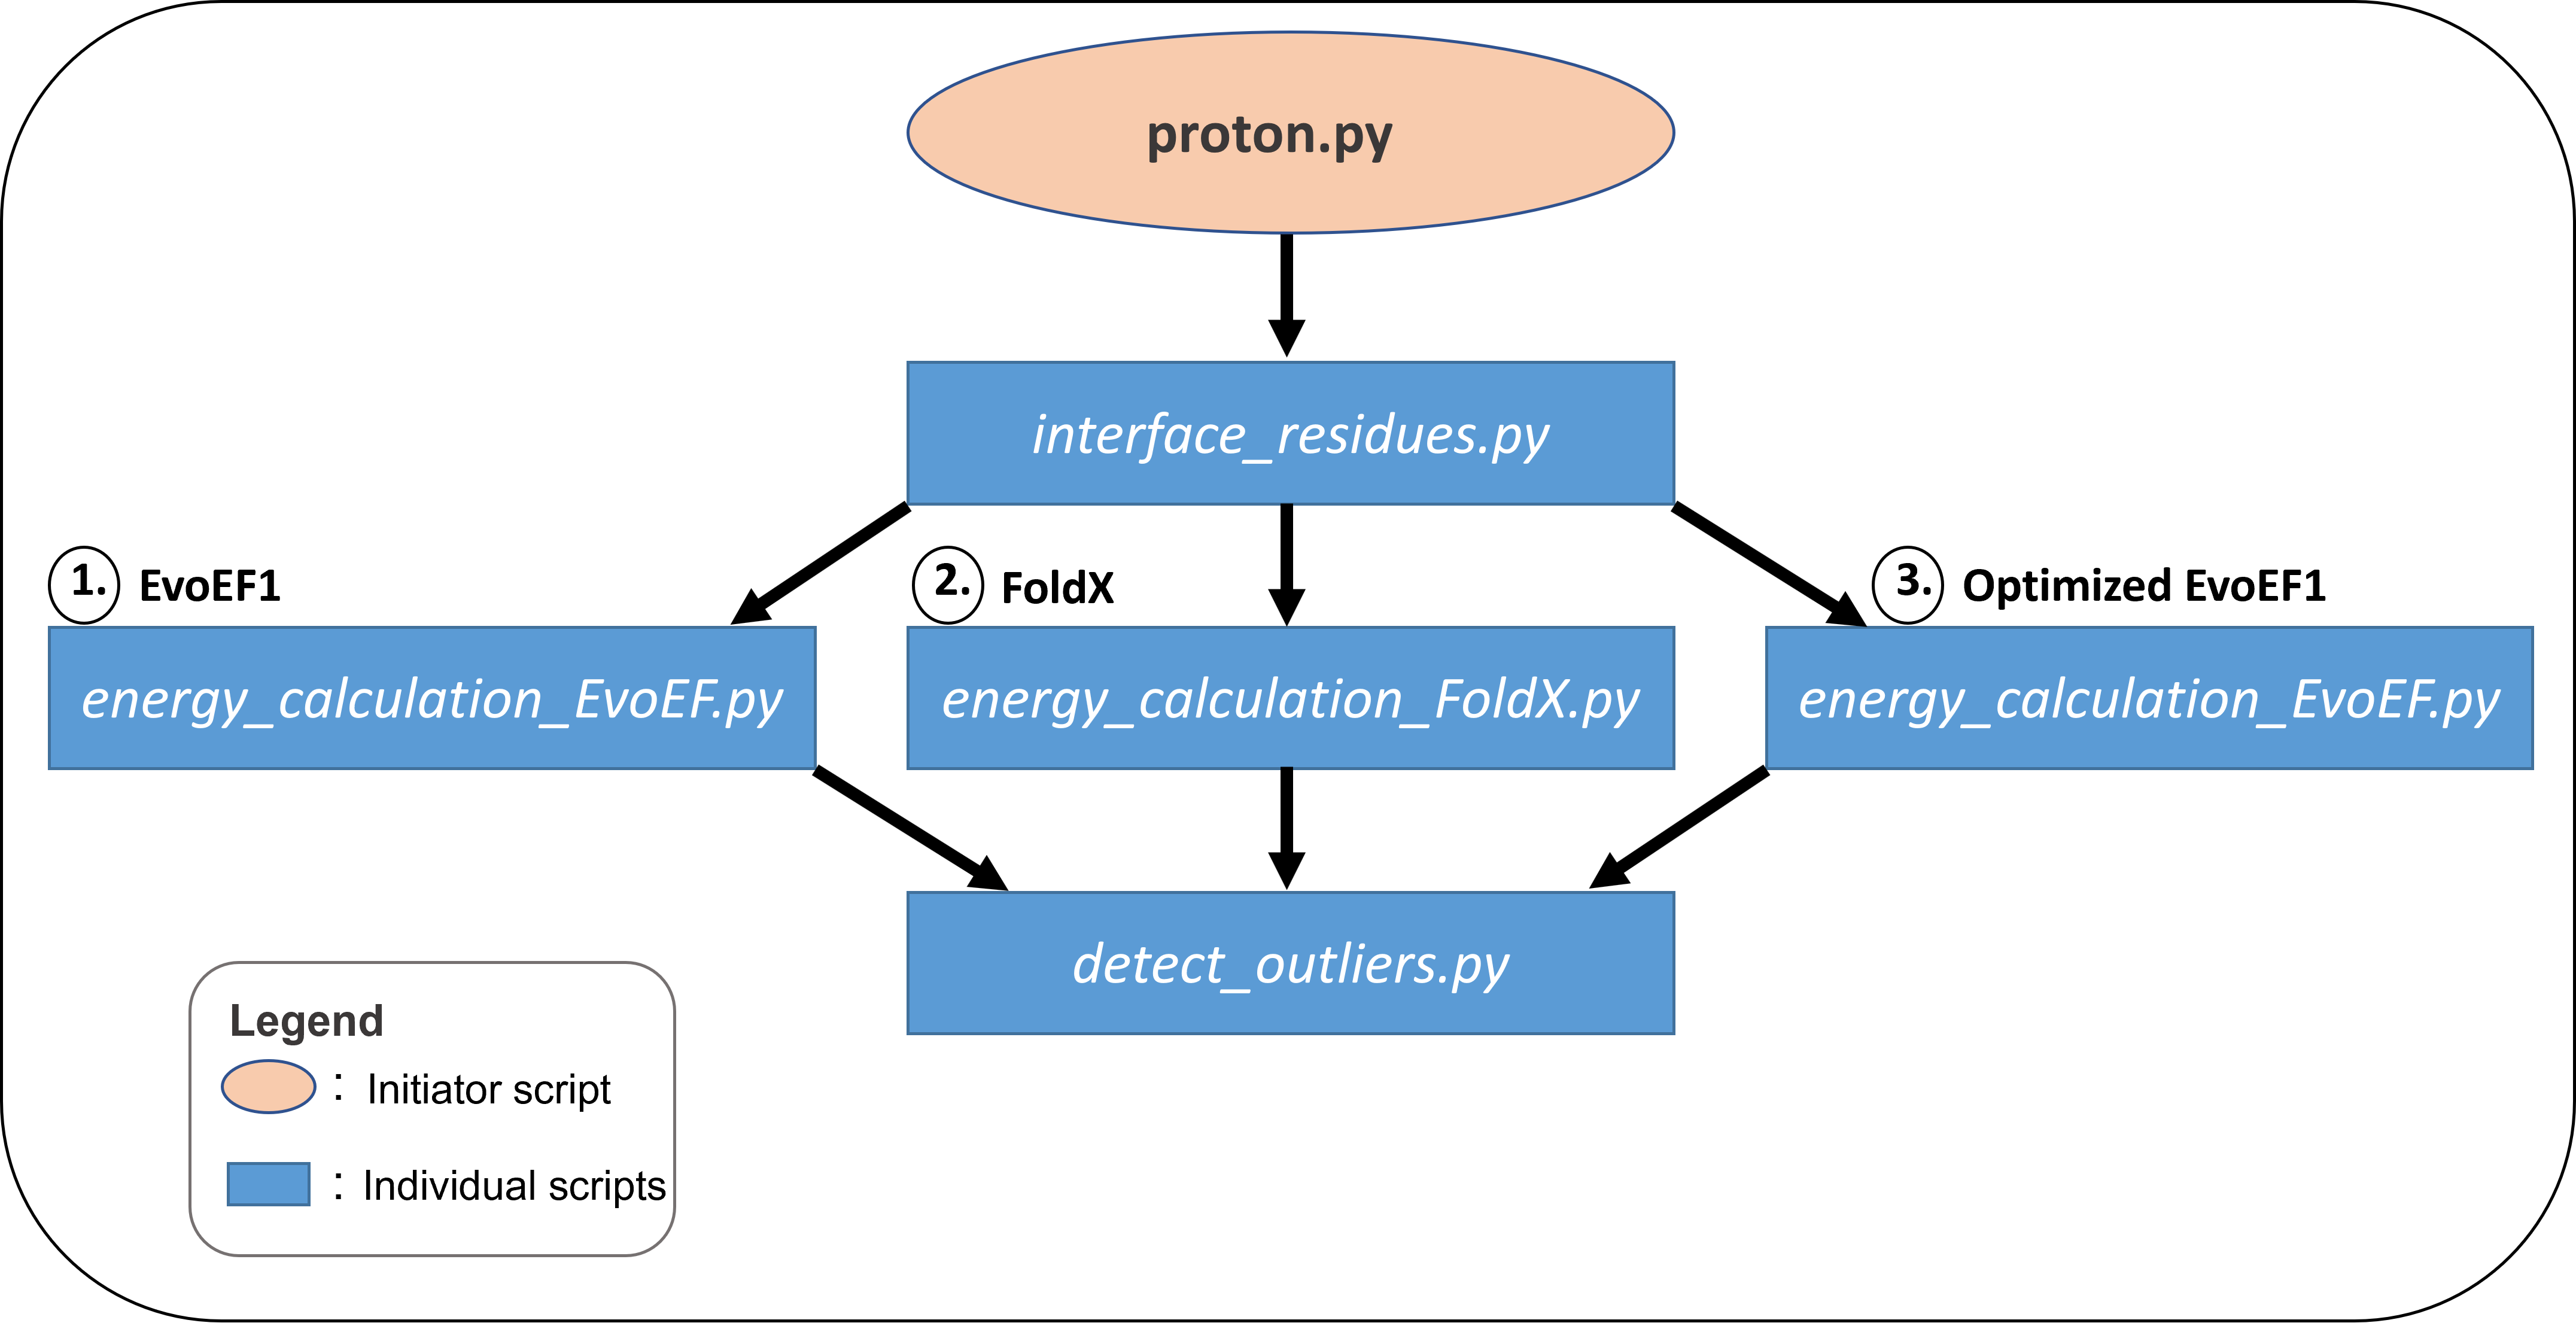 proton.py
interface_residues.py
1. EvoEF1
2. FoldX
3. Optimized EvoEF1
energy_calculation_EvoEF.py
energy_calculation_FoldX.py
energy_calculation_EvoEF.py
detect_outliers.py
Legend
: Initiator script
: Individual scripts